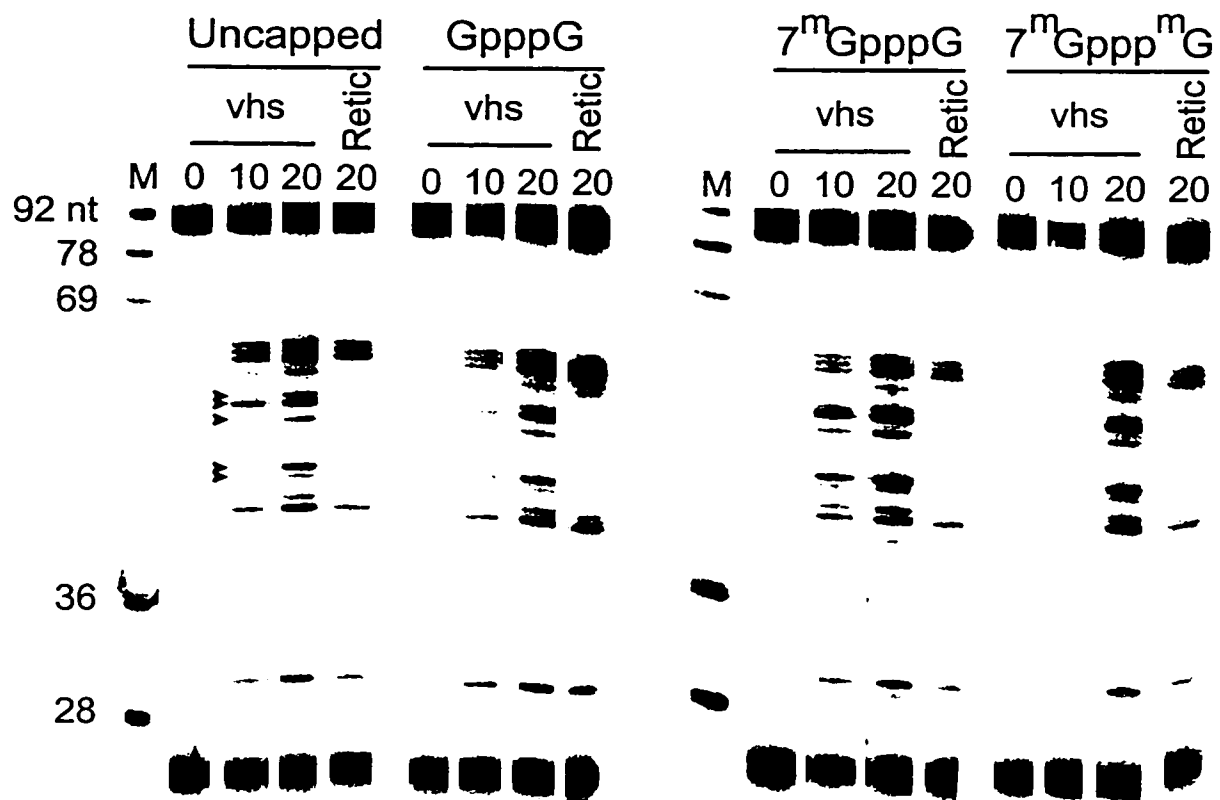 Uncapped GpppG 7mGpppG 7mGpppmG
vhs Retic vhs Retic vhs Retic vhs Retic
M 0 10 20 20 0 10 20 20 M 0 10 20 20 0 10 20 20
92 nt
78
69
36
28